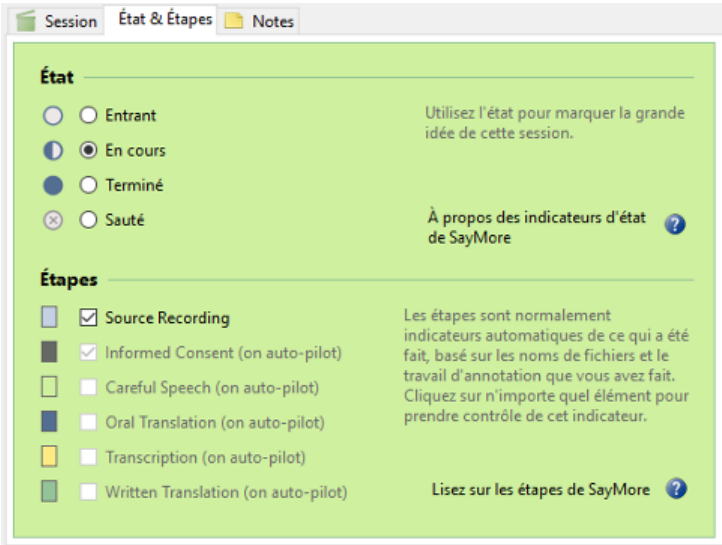 Session État & Étapes Notes
État
Entrant
En cours
Terminé
Sauté
Utilisez l'état pour marquer la grande
idée de cette session.
À propos des indicateurs d'état
de SayMore
Étapes
Source Recording
Informed Consent (on auto-pilot)
Careful Speech (on auto-pilot)
Oral Translation (on auto-pilot)
Transcription (on auto-pilot)
Written Translation (on auto-pilot)
Les étapes sont normalement
indicateurs automatiques de ce qui a été
fait, basé sur les noms de fichiers et le
travail d'annotation que vous avez fait.
Cliquez sur n'importe quel élément pour
prendre contrôle de cet indicateur.
Lisez sur les étapes de SayMore